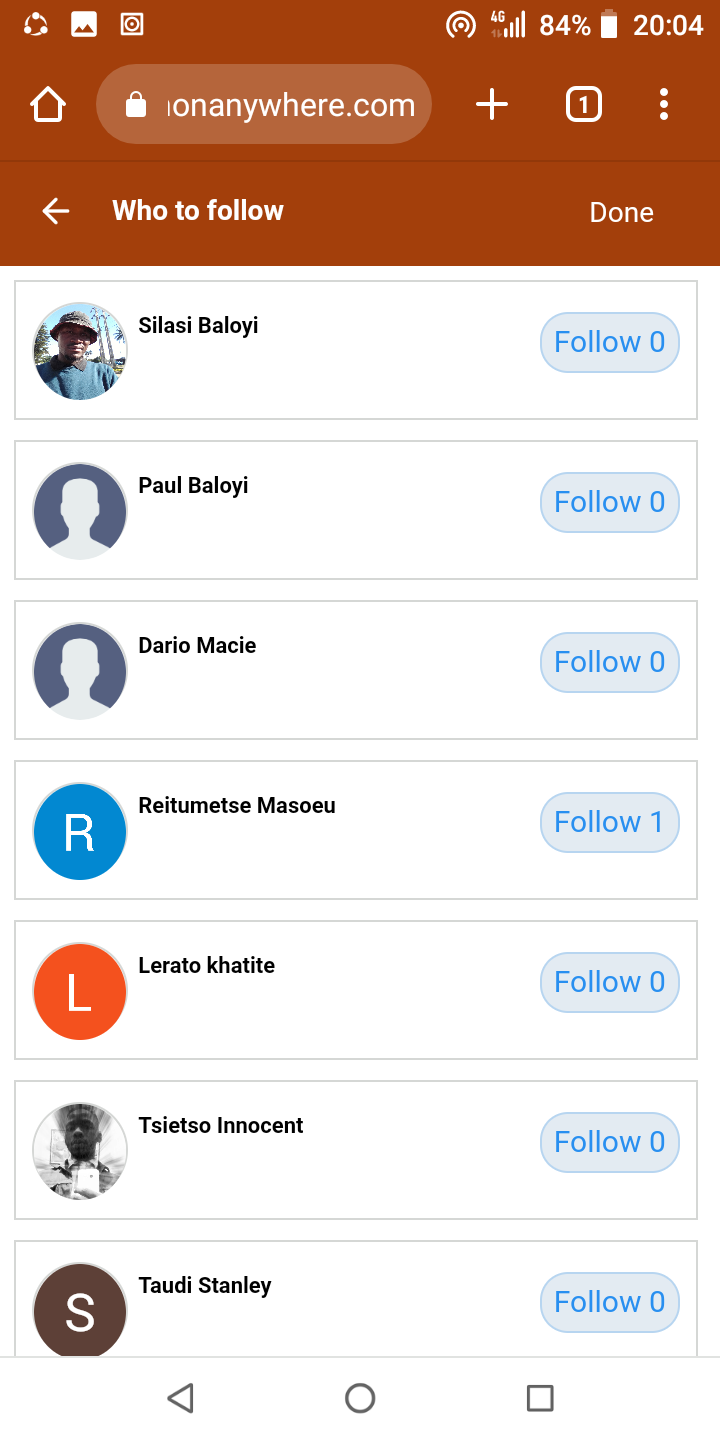 4G 84% 20:04
nonanywhere.com 1
Who to follow Done
Silasi Baloyi Follow 0
Paul Baloyi Follow 0
Dario Macie Follow 0
R Reitumetse Masoeu Follow 1
L Lerato khatite Follow 0
Tsietso Innocent Follow 0
S Taudi Stanley Follow 0